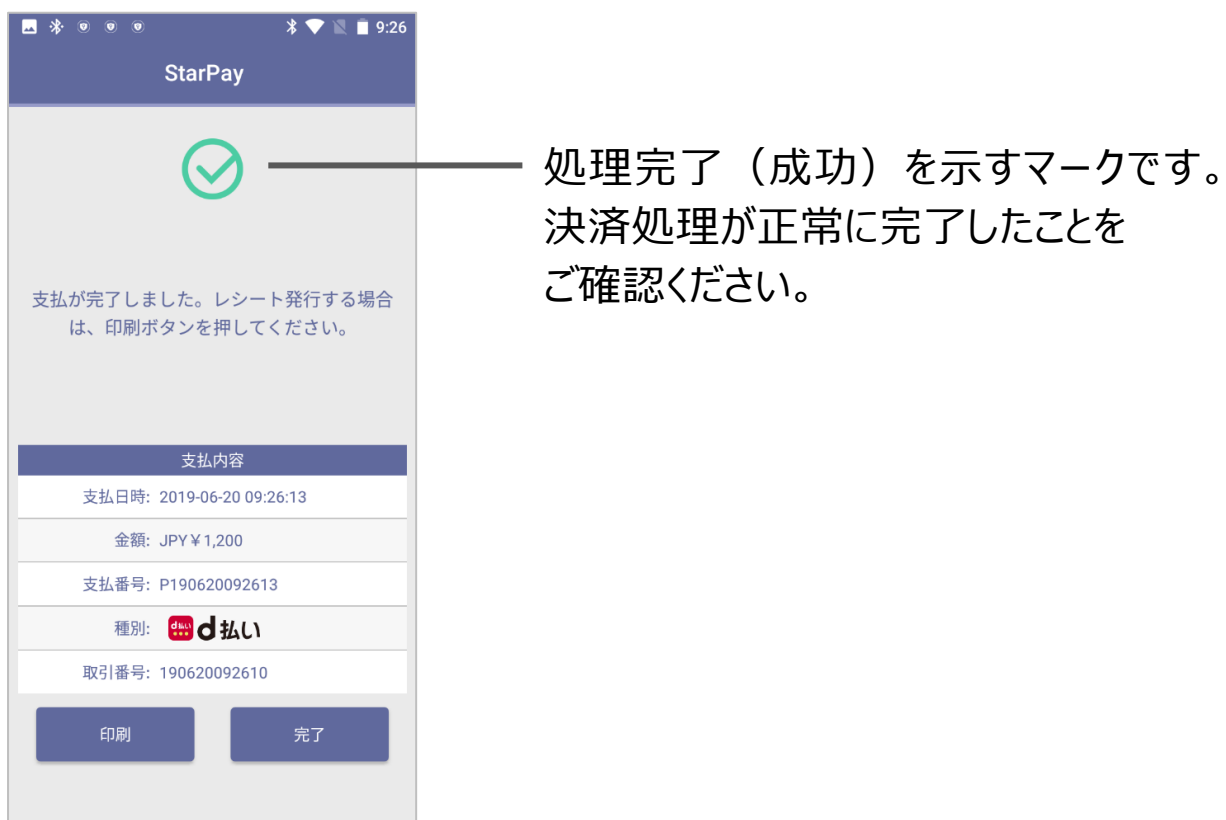 9:26
StarPay
処理完了（成功）を示すマークです。
決済処理が正常に完了したことを
ご確認ください。
支払が完了しました。レシート発行する場合
は、印刷ボタンを押してください。
支払内容
支払日時: 2019-06-20 09:26:13
金額: JPY￥1,200
支払番号: P190620092613
種別: d払い d払い
取引番号: 190620092610
印刷 完了